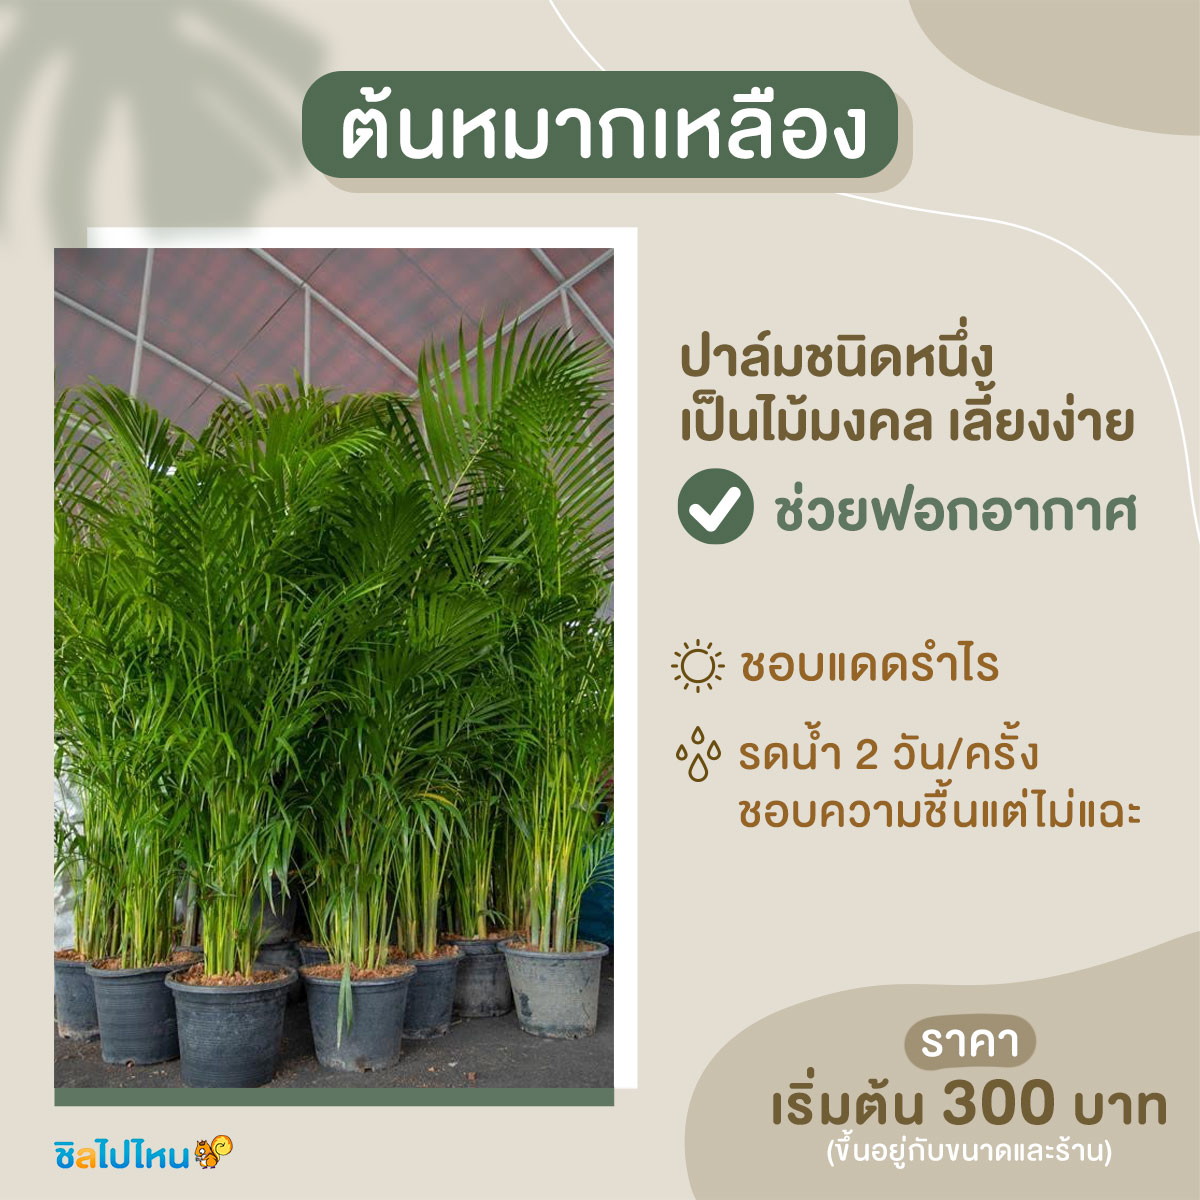 ต้นหมากเหลือง
ปาล์มชนิดหนึ่ง
เป็นไม้มงคล เลี้ยงง่าย
ช่วยฟอกอากาศ
ชอบแดดรำไร
รดน้ำ 2 วัน/ครั้ง
ชอบความชื้นแต่ไม่แฉะ
ราคา
เริ่มต้น 300 บาท
(ขึ้นอยู่กับขนาดและร้าน)
ชิลไปไหน